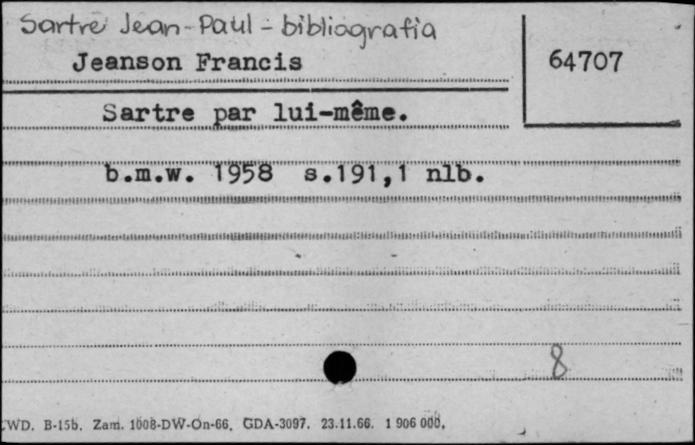 Sartre Jean-Paul - bibliografia
Jeanson Francis
64707
Sartre par lui-même.
b.m.w. 1958 s.191,1 nlb.
8
WD. B-15b. Zam. 1008-DW-On-66. GDA-3097. 23.11.66. 1 906 000.